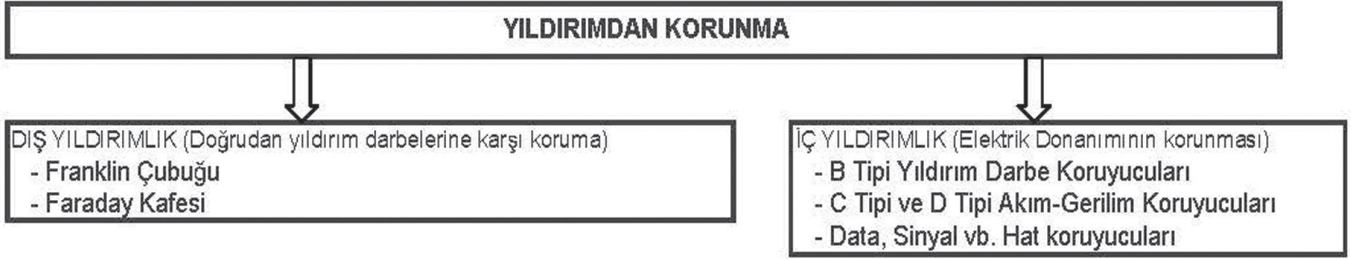 YILDIRIMDAN KORUNMA
DIŞ YILDIRIMLIK (Doğrudan yıldırım darbelerine karşı koruma)
- Franklin Çubuğu
- Faraday Kafesi
İÇ YILDIRIMLIK (Elektrik Donanımının korunması)
- B Tipi Yıldırım Darbe Koruyucuları
- C Tipi ve D Tipi Akım-Gerilim Koruyucuları
- Data, Sinyal vb. Hat koruyucuları